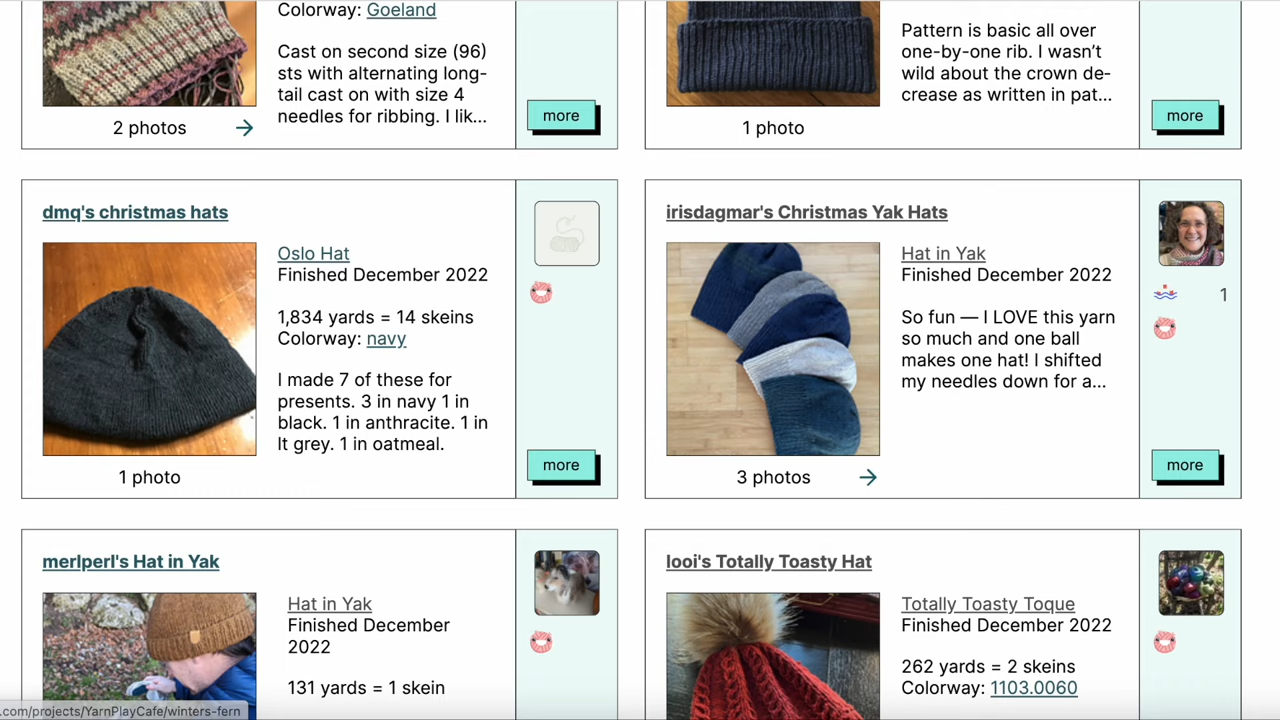 Colorway: Goeland
Cast on second size (96)
sts with alternating long-
tail cast on with size 4
needles for ribbing. I lik...
2 photos
more
Pattern is basic all over
one-by-one rib. I wasn’t
wild about the crown de-
crease as written in pat...
1 photo
more
dmq's christmas hats
Oslo Hat
Finished December 2022
1,834 yards = 14 skeins
Colorway: navy
I made 7 of these for
presents. 3 in navy 1 in
black. 1 in anthracite. 1 in
lt grey. 1 in oatmeal.
1 photo
more
irisdagmar's Christmas Yak Hats
Hat in Yak
Finished December 2022
So fun — I LOVE this yarn
so much and one ball
makes one hat! I shifted
my needles down for a...
1
3 photos
more
merlperl's Hat in Yak
Hat in Yak
Finished December
2022
131 yards = 1 skein
looi's Totally Toasty Hat
Totally Toasty Toque
Finished December 2022
262 yards = 2 skeins
Colorway: 1103.0060
.com/projects/YarnPlayCafe/winters-fern